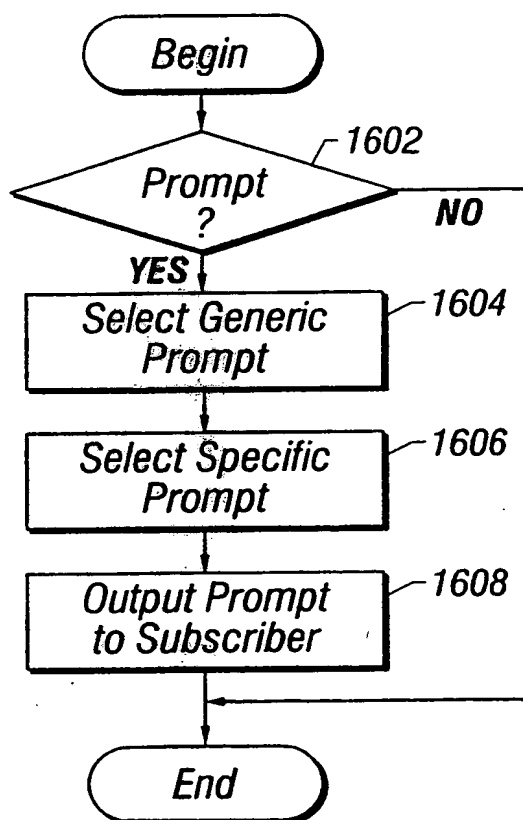 Begin
1602
Prompt
?
NO
YES
Select Generic
Prompt
1604
Select Specific
Prompt
1606
Output Prompt
to Subscriber
1608
End